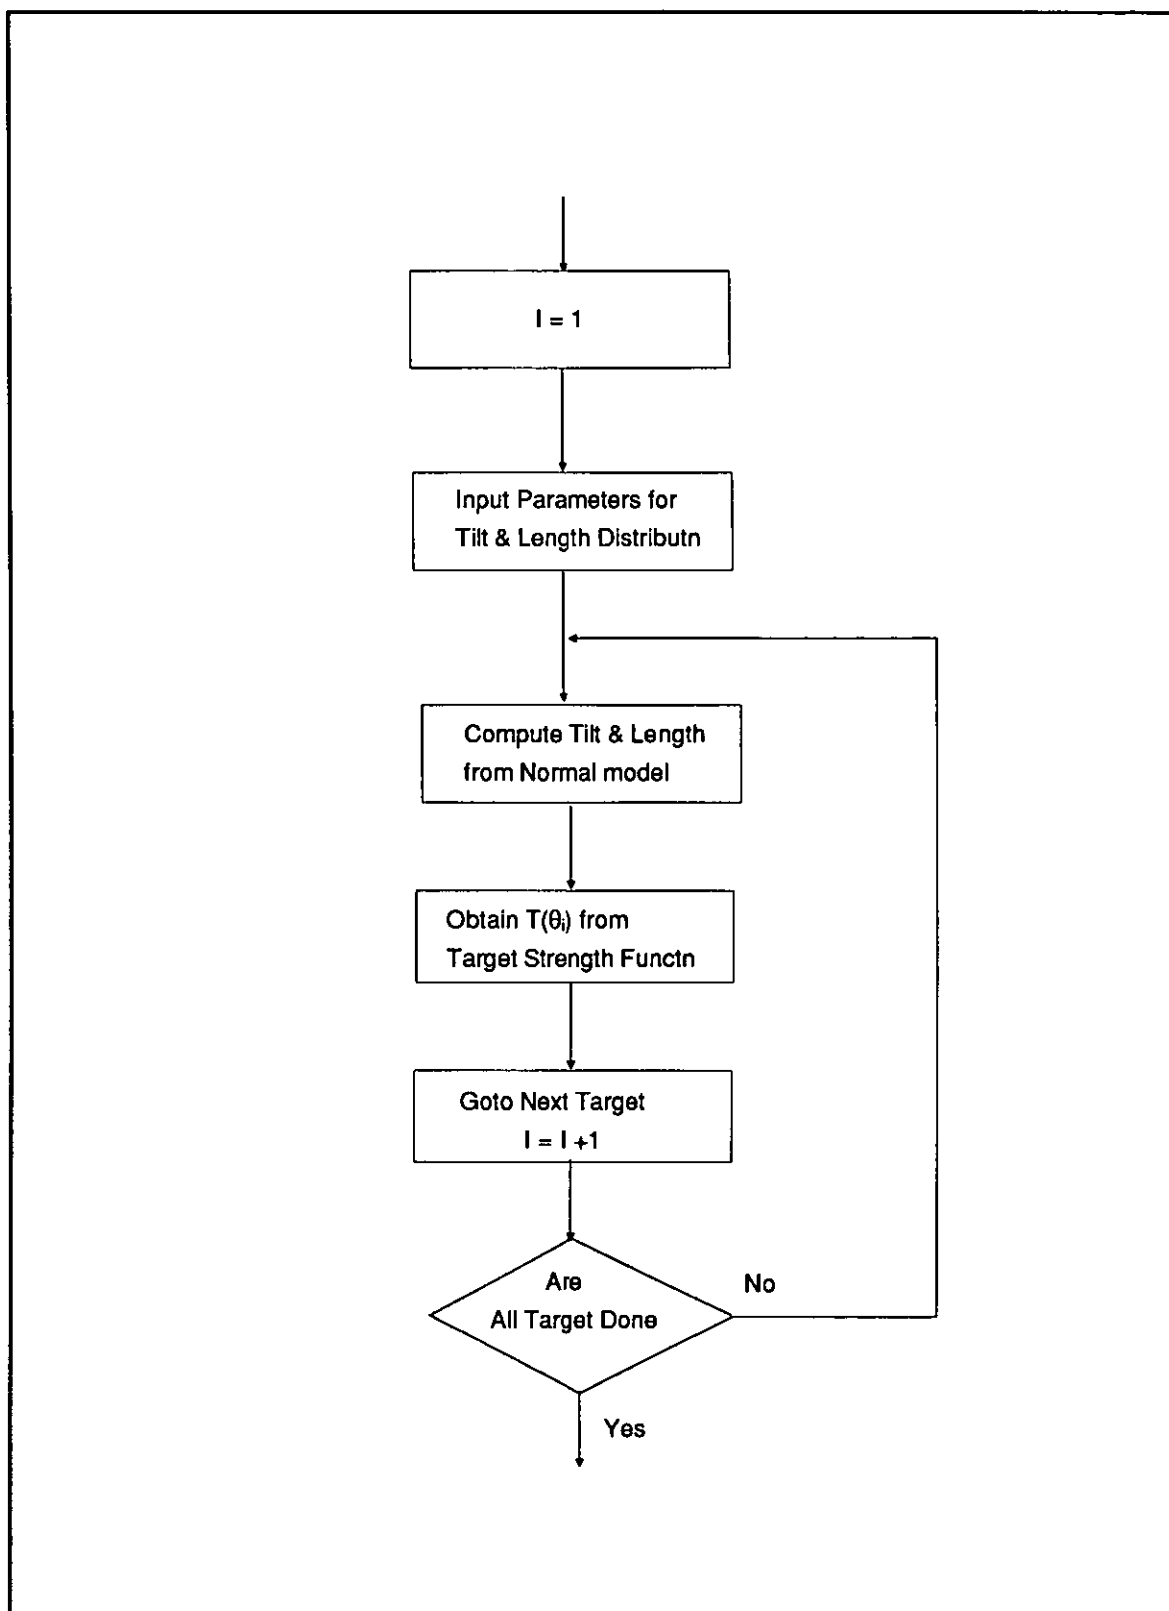 I = 1
Input Parameters for
Tilt & Length Distributn
Compute Tilt & Length
from Normal model
Obtain T(θᵢ) from
Target Strength Functn
Goto Next Target
I = I +1
Are
All Target Done
No
Yes